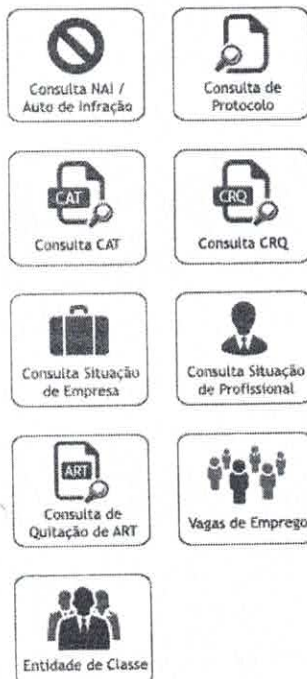 Consulta NAI /
Auto de Infração
Consulta de
Protocolo
CAT
Consulta CAT
CRQ
Consulta CRQ
Consulta Situação
de Empresa
Consulta Situação
de Profissional
ART
Consulta de
Quitação de ART
Vagas de Emprego
Entidade de Classe